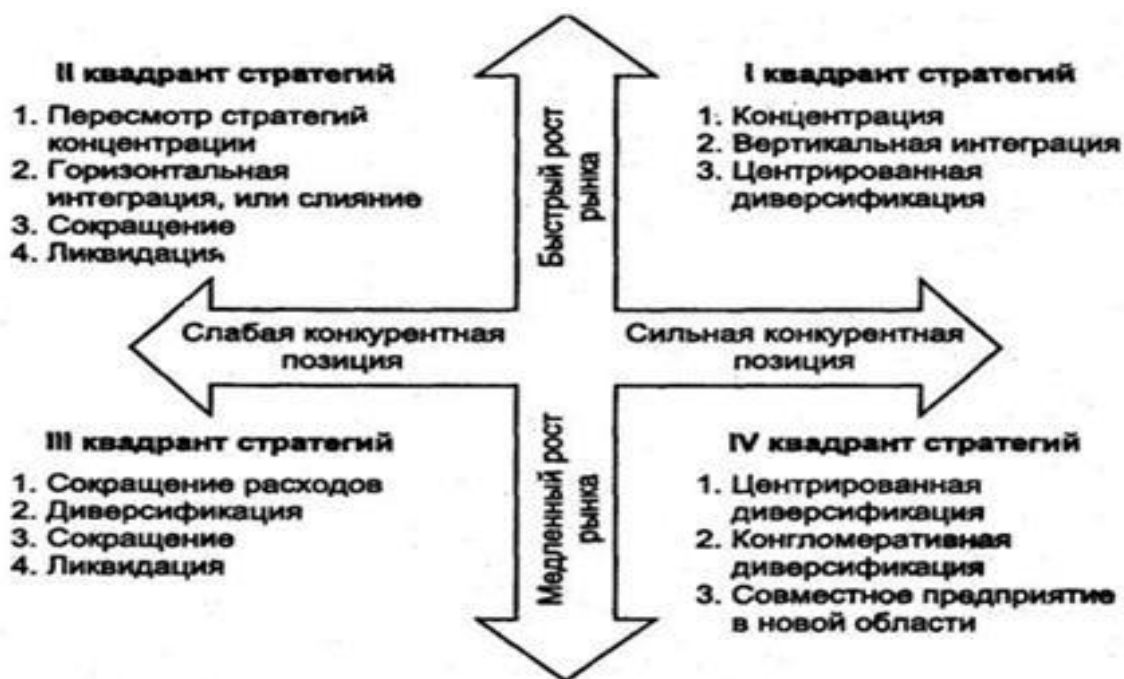 II квадрант стратегий
1. Пересмотр стратегий
концентрации
2. Горизонтальная
интеграция, или слияние
3. Сокращение
4. Ликвидация
I квадрант стратегий
1. Концентрация
2. Вертикальная интеграция
3. Центрированная
диверсификация
Быстрый рост
рынка
Слабая конкурентная
позиция
Сильная конкурентная
позиция
III квадрант стратегий
1. Сокращение расходов
2. Диверсификация
3. Сокращение
4. Ликвидация
Медленный рост
рынка
IV квадрант стратегий
1. Центрированная
диверсификация
2. Конгломеративная
диверсификация
3. Совместное предприятие
в новой области